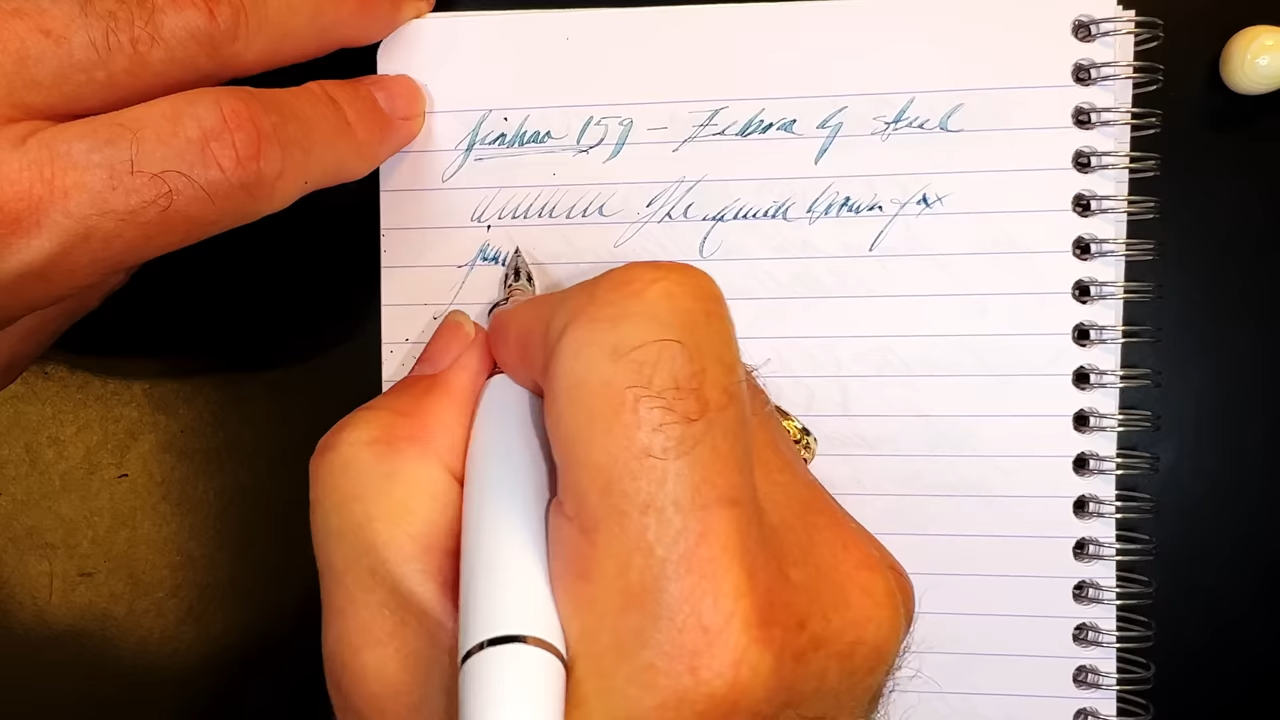 Jinhao 159 – Zebra G steel
The quick brown fox